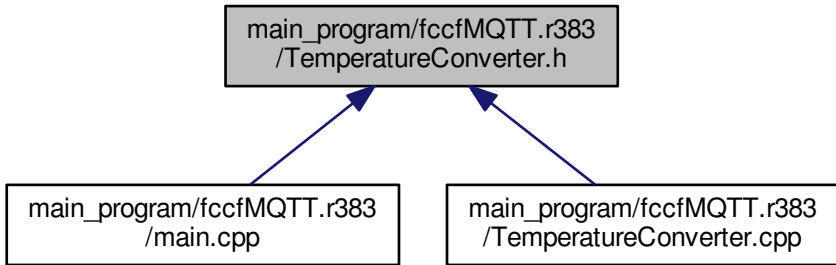 main_program/fccfMQTT.r383
/TemperatureConverter.h
main_program/fccfMQTT.r383
/main.cpp
main_program/fccfMQTT.r383
/TemperatureConverter.cpp